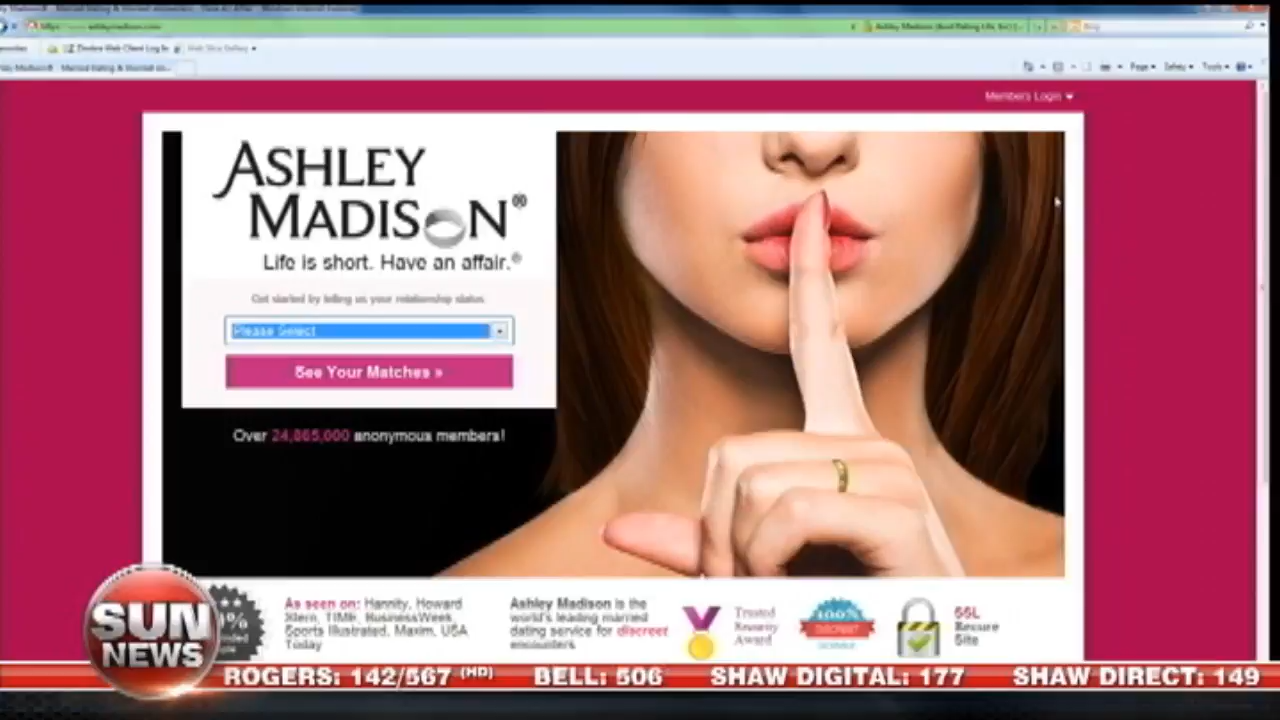 Page
Safety
Tools
Members Login
ASHLEY
MADISON®
Life is short. Have an affair.®
Get started by telling us your relationship status
Please Select
See Your Matches »
Over 24,865,000 anonymous members!
As seen on: Hannity, Howard
Stern, TIME, BusinessWeek,
Sports Illustrated, Maxim, USA
Today
Ashley Madison is the
world's leading married
dating service for discreet
encounters
Trusted
Security
Award
100%
DISCREET
SSL
Secure
Site
SUN
NEWS
ROGERS: 142/567 (HD) BELL: 506 SHAW DIGITAL: 177 SHAW DIRECT: 149